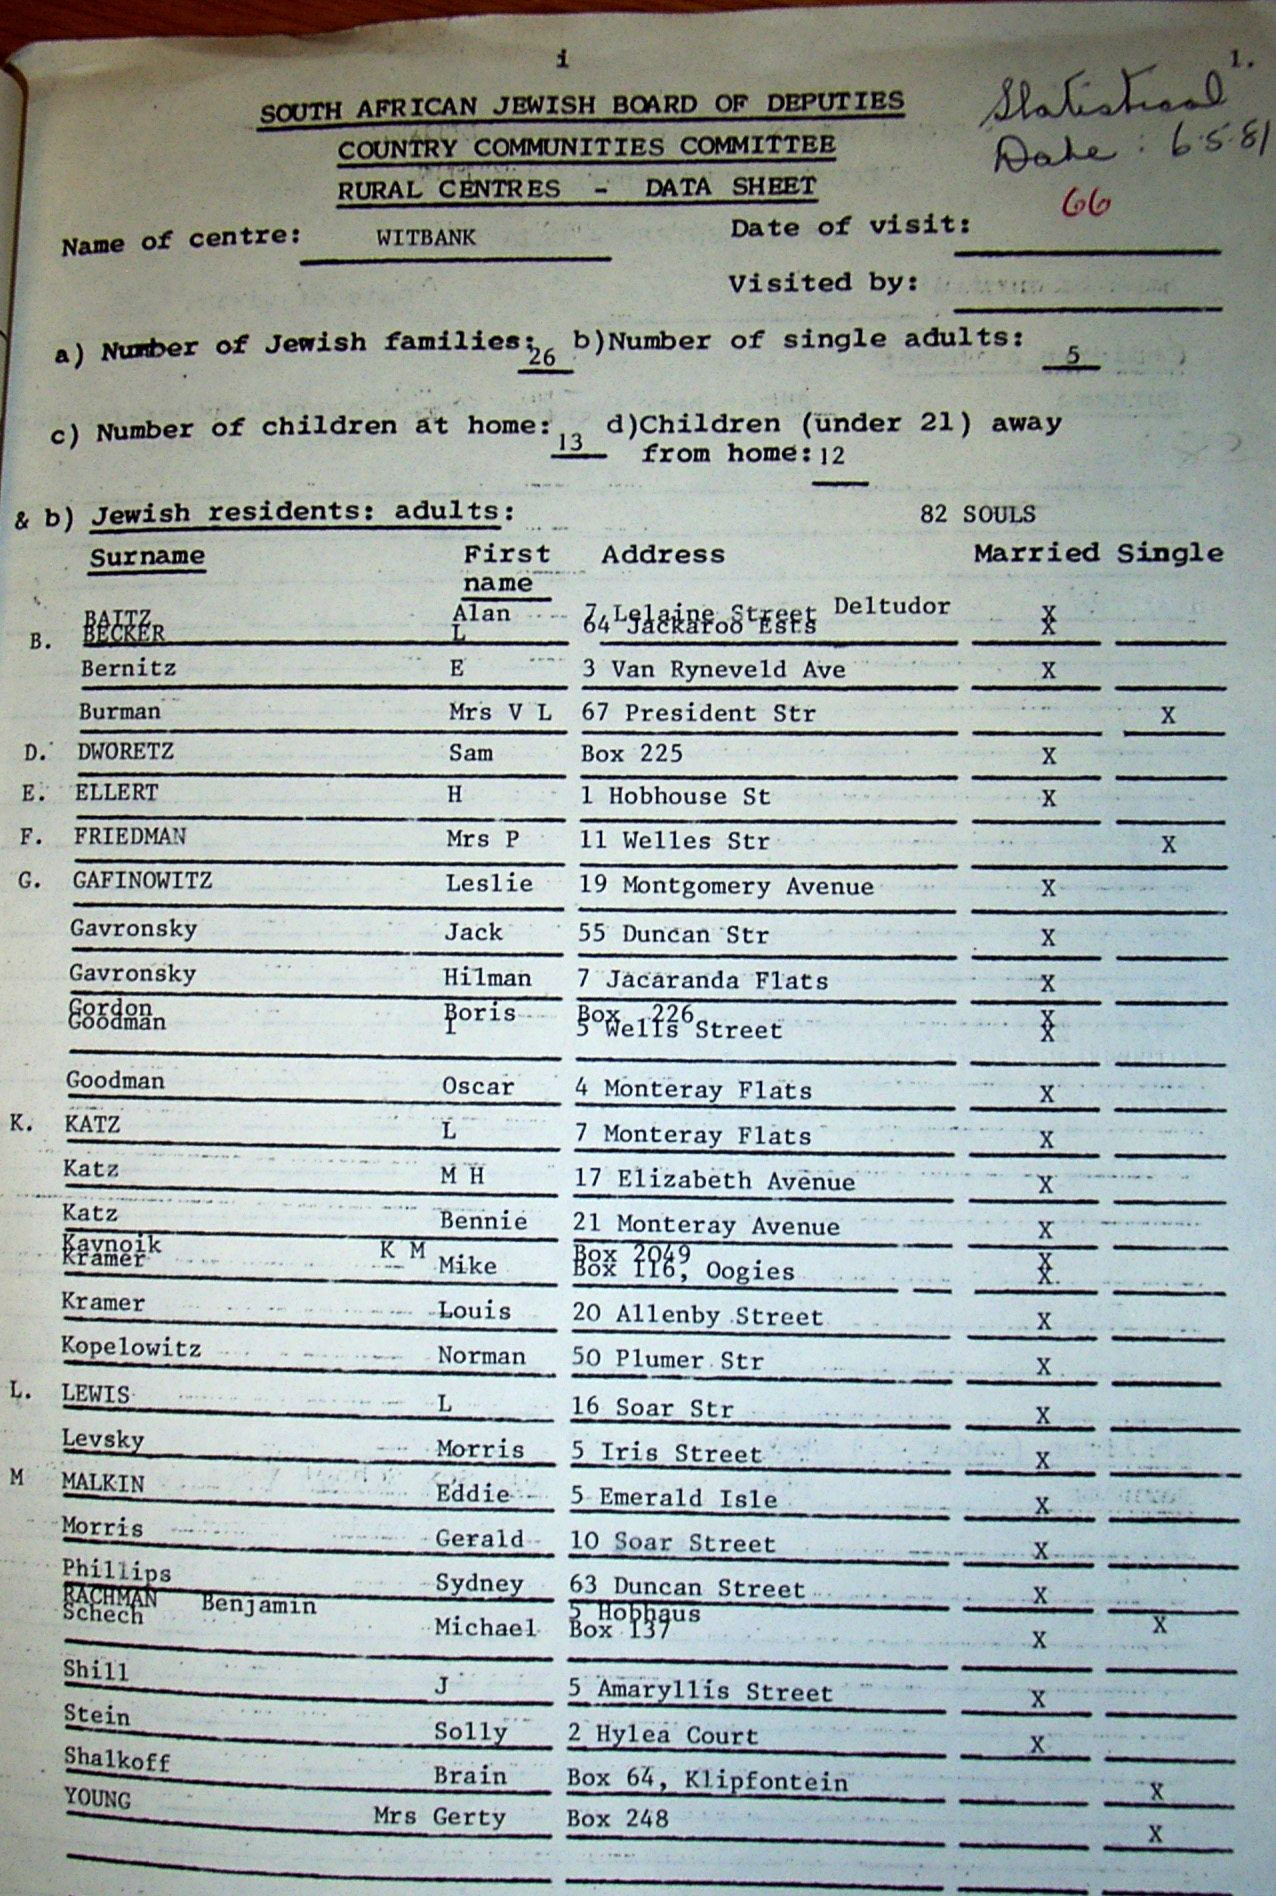 i
1.
SOUTH AFRICAN JEWISH BOARD OF DEPUTIES
Statistical
COUNTRY COMMUNITIES COMMITTEE
Date : 6.5.81
RURAL CENTRES - DATA SHEET
66
Name of centre: WITBANK Date of visit:
Visited by:
a) Number of Jewish families: 26 b)Number of single adults: 5
c) Number of children at home: 13 d)Children (under 21) away
from home: 12
& b) Jewish residents: adults: 82 SOULS
Surname First name Address Married Single
BAITZ Alan 7 Lelaine Street Deltudor X
B. BECKER L 64 Jackaroo Ests X
Bernitz E 3 Van Ryneveld Ave X
Burman Mrs V L 67 President Str X
D. DWORETZ Sam Box 225 X
E. ELLERT H 1 Hobhouse St X
F. FRIEDMAN Mrs P 11 Welles Str X
G. GAFINOWITZ Leslie 19 Montgomery Avenue X
Gavronsky Jack 55 Duncan Str X
Gavronsky Hilman 7 Jacaranda Flats X
Gordon Boris Box 226 X
Goodman I 5 Wells Street X
Goodman Oscar 4 Monteray Flats X
K. KATZ L 7 Monteray Flats X
Katz M H 17 Elizabeth Avenue X
Katz Bennie 21 Monteray Avenue X
Kavnoik K M Box 2049 X
Kramer Mike Box 116, Oogies X
Kramer Louis 20 Allenby Street X
Kopelowitz Norman 50 Plumer Str X
L. LEWIS L 16 Soar Str X
Levsky Morris 5 Iris Street X
M MALKIN Eddie 5 Emerald Isle X
Morris Gerald 10 Soar Street X
Phillips Sydney 63 Duncan Street X
RACHMAN Benjamin 5 Hobhaus X
Schech Michael Box 137 X
Shill J 5 Amaryllis Street X
Stein Solly 2 Hylea Court X
Shalkoff Brain Box 64, Klipfontein X
YOUNG Mrs Gerty Box 248 X